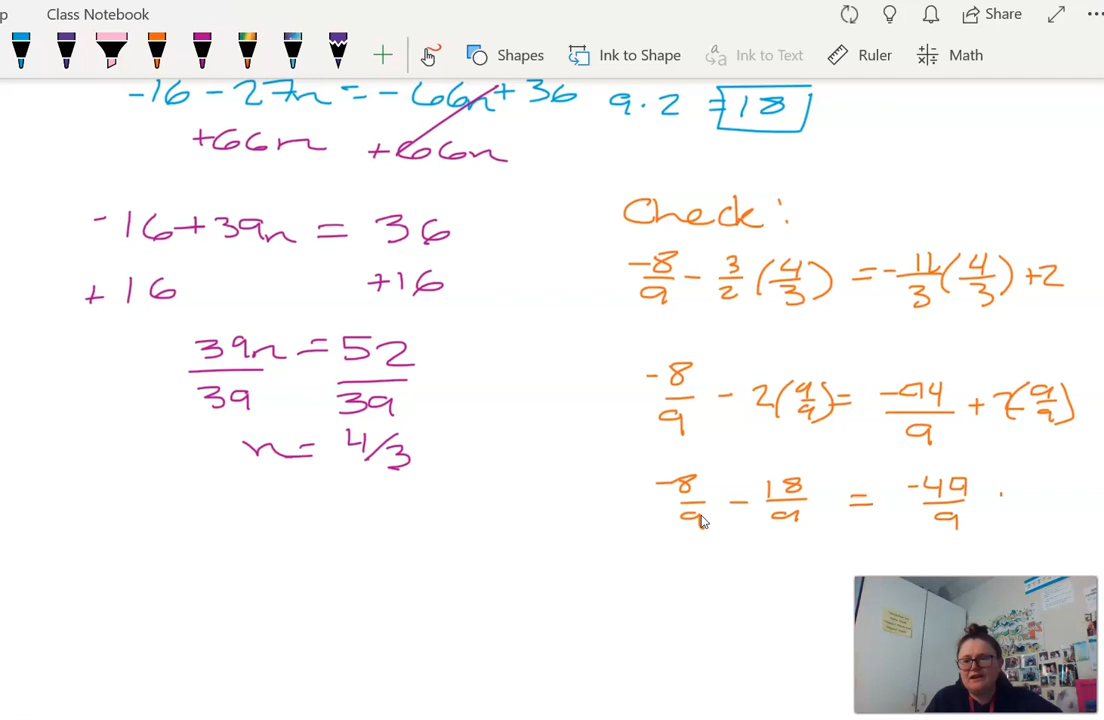 p Class Notebook Share
Shapes Ink to Shape Ink to Text Ruler Math
-16 - 27n = -66n + 36 9 · 2 = 18
+66n +66n
Check:
-16 + 39n = 36
-8/9 - 3/2 (4/3) = -11/3 (4/3) + 2
+16 +16
39n = 52
39 39
-8/9 - 2(9/9) = -44/9 + 2(9/9)
n = 4/3
-8/9 - 18/9 = -49/9